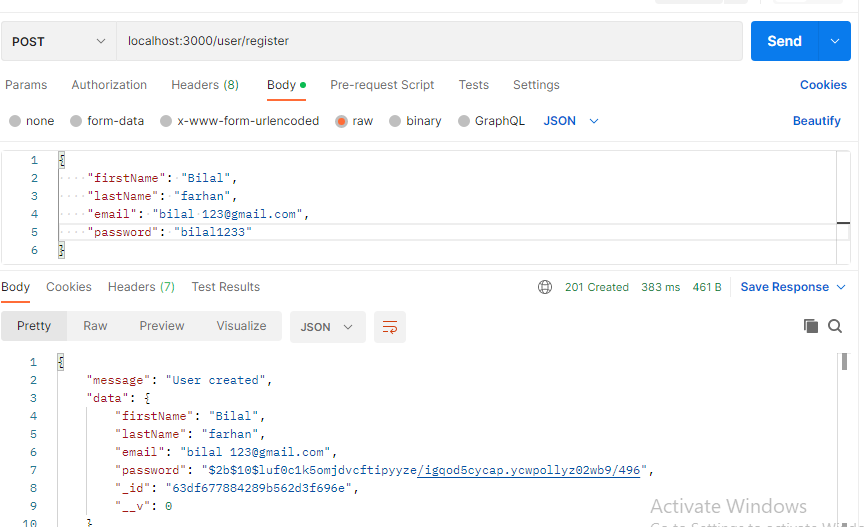 POST localhost:3000/user/register Send
Params Authorization Headers (8) Body Pre-request Script Tests Settings Cookies
none form-data x-www-form-urlencoded raw binary GraphQL JSON Beautify
1 {
2 "firstName": "Bilal",
3 "lastName": "farhan",
4 "email": "bilal 123@gmail.com",
5 "password": "bilal1233"
6 }
Body Cookies Headers (7) Test Results 201 Created 383 ms 461 B Save Response
Pretty Raw Preview Visualize JSON
1 {
2 "message": "User created",
3 "data": {
4 "firstName": "Bilal",
5 "lastName": "farhan",
6 "email": "bilal 123@gmail.com",
7 "password": "$2b$10$luf0c1k5omjdvcftipyyze/igqod5cycap.ycwpollyz02wb9/496",
8 "_id": "63df677884289b562d3f696e",
9 "__v": 0
10 }
Activate Windows
Go to Settings to activate